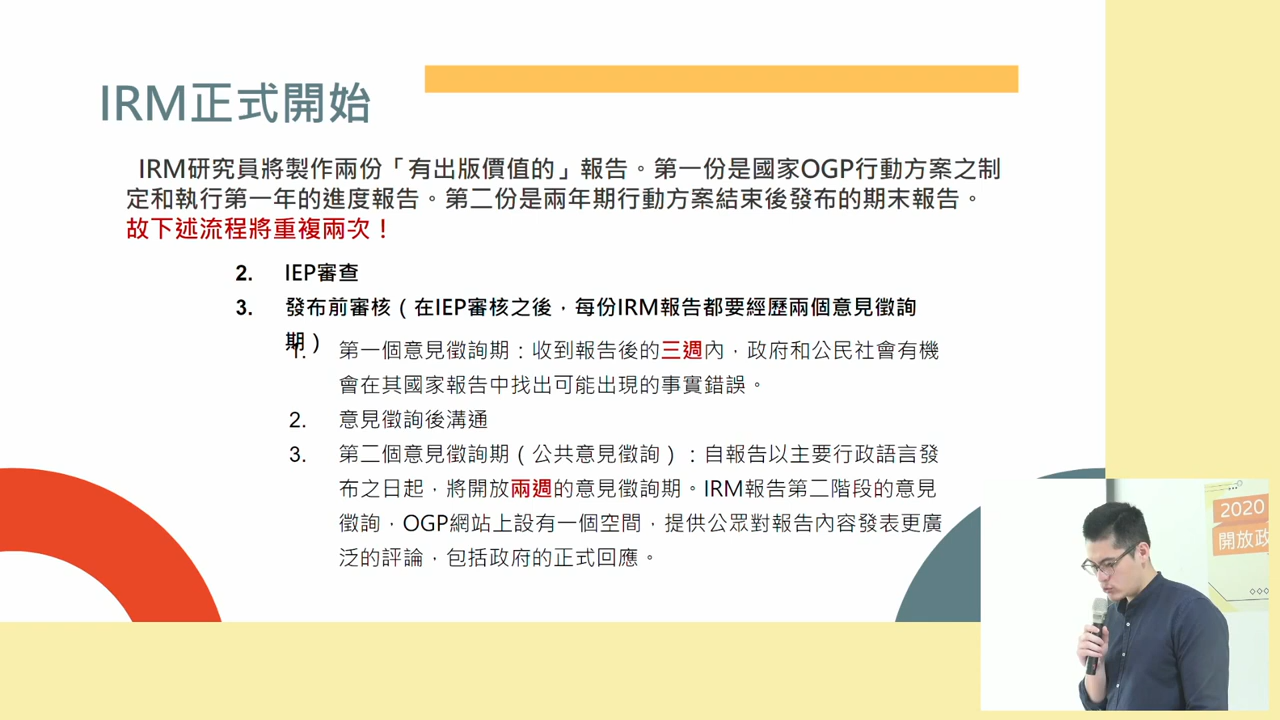 IRM正式開始
IRM研究員將製作兩份「有出版價值的」報告。第一份是國家OGP行動方案之制
定和執行第一年的進度報告。第二份是兩年期行動方案結束後發布的期末報告。
故下述流程將重複兩次！
2. IEP審查
3. 發布前審核（在IEP審核之後，每份IRM報告都要經歷兩個意見徵詢
期）
1. 第一個意見徵詢期：收到報告後的三週內，政府和公民社會有機
會在其國家報告中找出可能出現的事實錯誤。
2. 意見徵詢後溝通
3. 第二個意見徵詢期（公共意見徵詢）：自報告以主要行政語言發
布之日起，將開放兩週的意見徵詢期。IRM報告第二階段的意見
徵詢，OGP網站上設有一個空間，提供公眾對報告內容發表更廣
泛的評論，包括政府的正式回應。
2020
開放政